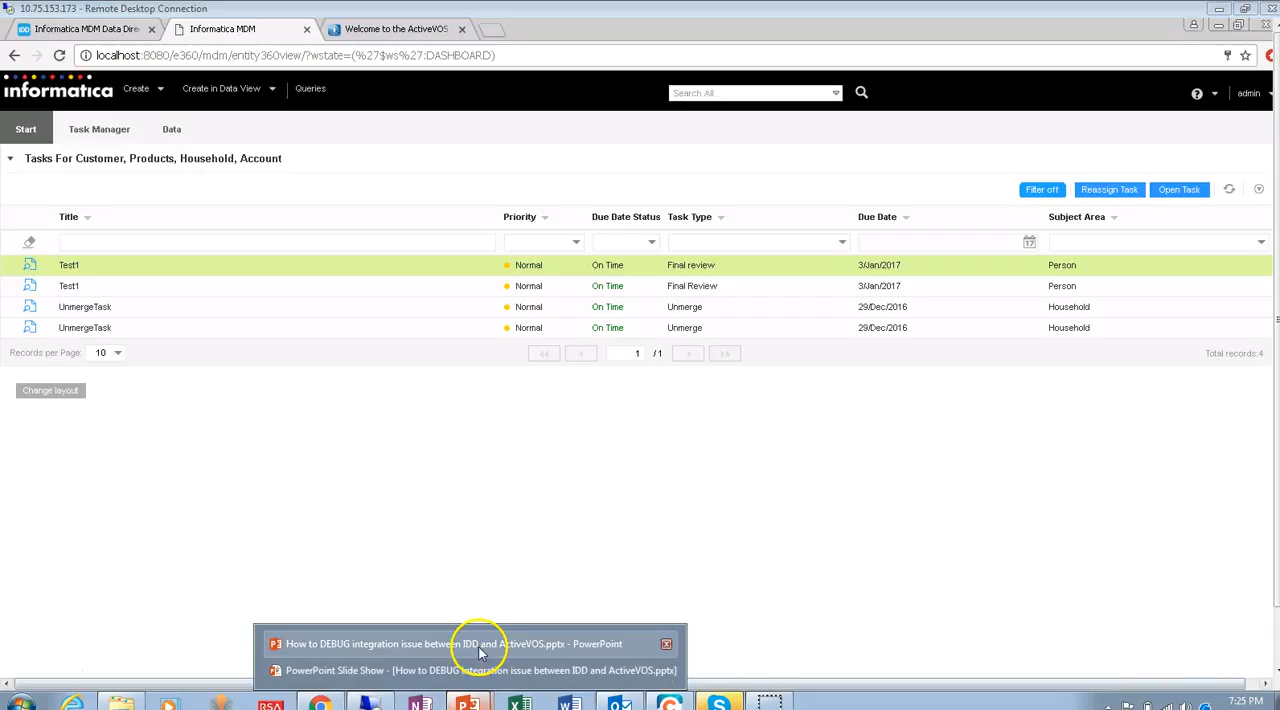 10.75.153.173 - Remote Desktop Connection
Informatica MDM Data Dire
Informatica MDM
Welcome to the ActiveVOS
localhost:8080/e360/mdm/entity360view/?wstate=(%27$ws%27:DASHBOARD)
informatica
Create
Create in Data View
Queries
Search All...
admin
Start
Task Manager
Data
Tasks For Customer, Products, Household, Account
Filter off
Reassign Task
Open Task
Title Priority Due Date Status Task Type Due Date Subject Area
17
Test1 Normal On Time Final review 3/Jan/2017 Person
Test1 Normal On Time Final Review 3/Jan/2017 Person
UnmergeTask Normal On Time Unmerge 29/Dec/2016 Household
UnmergeTask Normal On Time Unmerge 29/Dec/2016 Household
Records per Page: 10 1 /1 Total records:4
Change layout
How to DEBUG integration issue between IDD and ActiveVOS.pptx - PowerPoint
PowerPoint Slide Show - [How to DEBUG integration issue between IDD and ActiveVOS.pptx]
RSA
7:25 PM